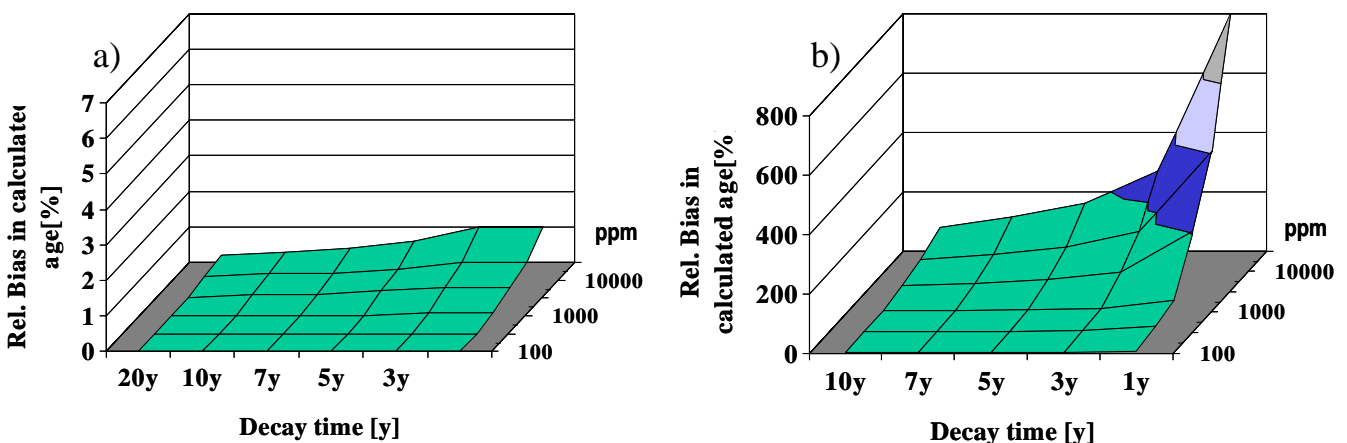 a)
7
6
5
4
3
2
1
0
Rel. Bias in calculated
age[%]
ppm
10000
1000
100
20y 10y 7y 5y 3y
Decay time [y]
b)
800
600
400
200
0
Rel. Bias in
calculated age[%
ppm
10000
1000
100
10y 7y 5y 3y 1y
Decay time [y]